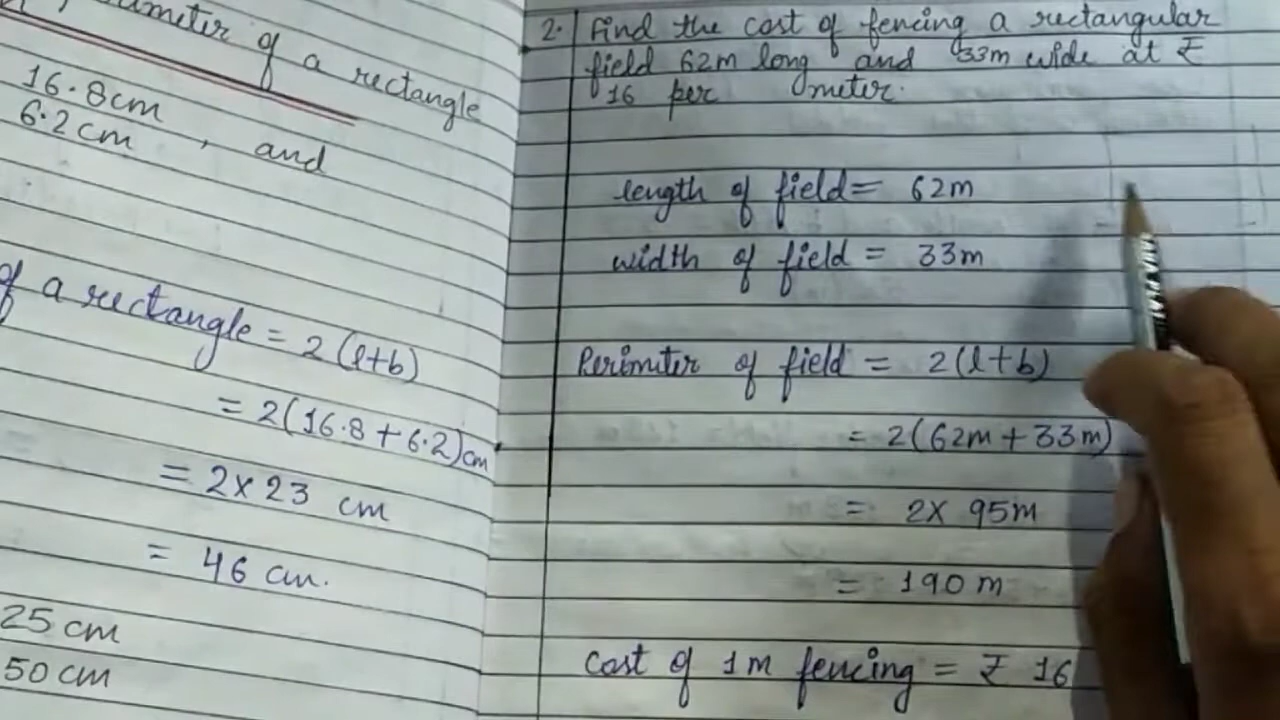 of a rectangle
16.8cm
6.2cm, and
of a rectangle = 2(l+b)
= 2(16.8+6.2)cm
= 2x23 cm
= 46 cm.
25 cm
50 cm
2. Find the cost of fencing a rectangular
field 62m long and 33m wide at ₹
16 per meter.
length of field = 62m
width of field = 33m
Perimiter of field = 2(l+b)
= 2(62m+33m)
= 2x 95m
= 190 m
Cost of 1m fencing = ₹ 16